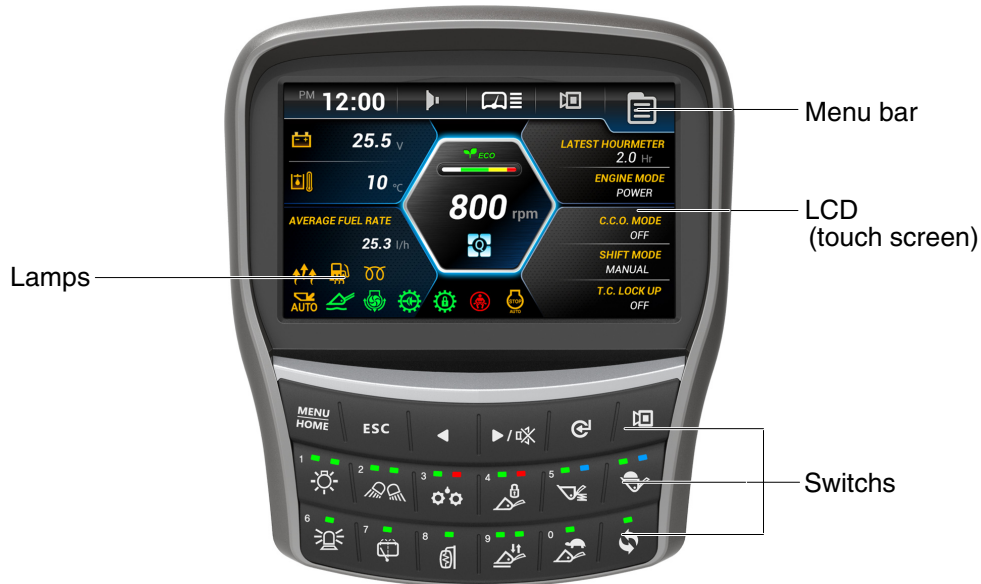 PM 12:00
25.5 V
10 °C
AVERAGE FUEL RATE
25.3 l/h
AUTO
STOP
AUTO
ECO
800 rpm
Q
LATEST HOURMETER
2.0 Hr
ENGINE MODE
POWER
C.C.O. MODE
OFF
SHIFT MODE
MANUAL
T.C. LOCK UP
OFF
Menu bar
LCD
(touch screen)
Lamps
MENU
HOME
ESC
/
1
2
3
4
5
6
7
8
9
0
Switchs